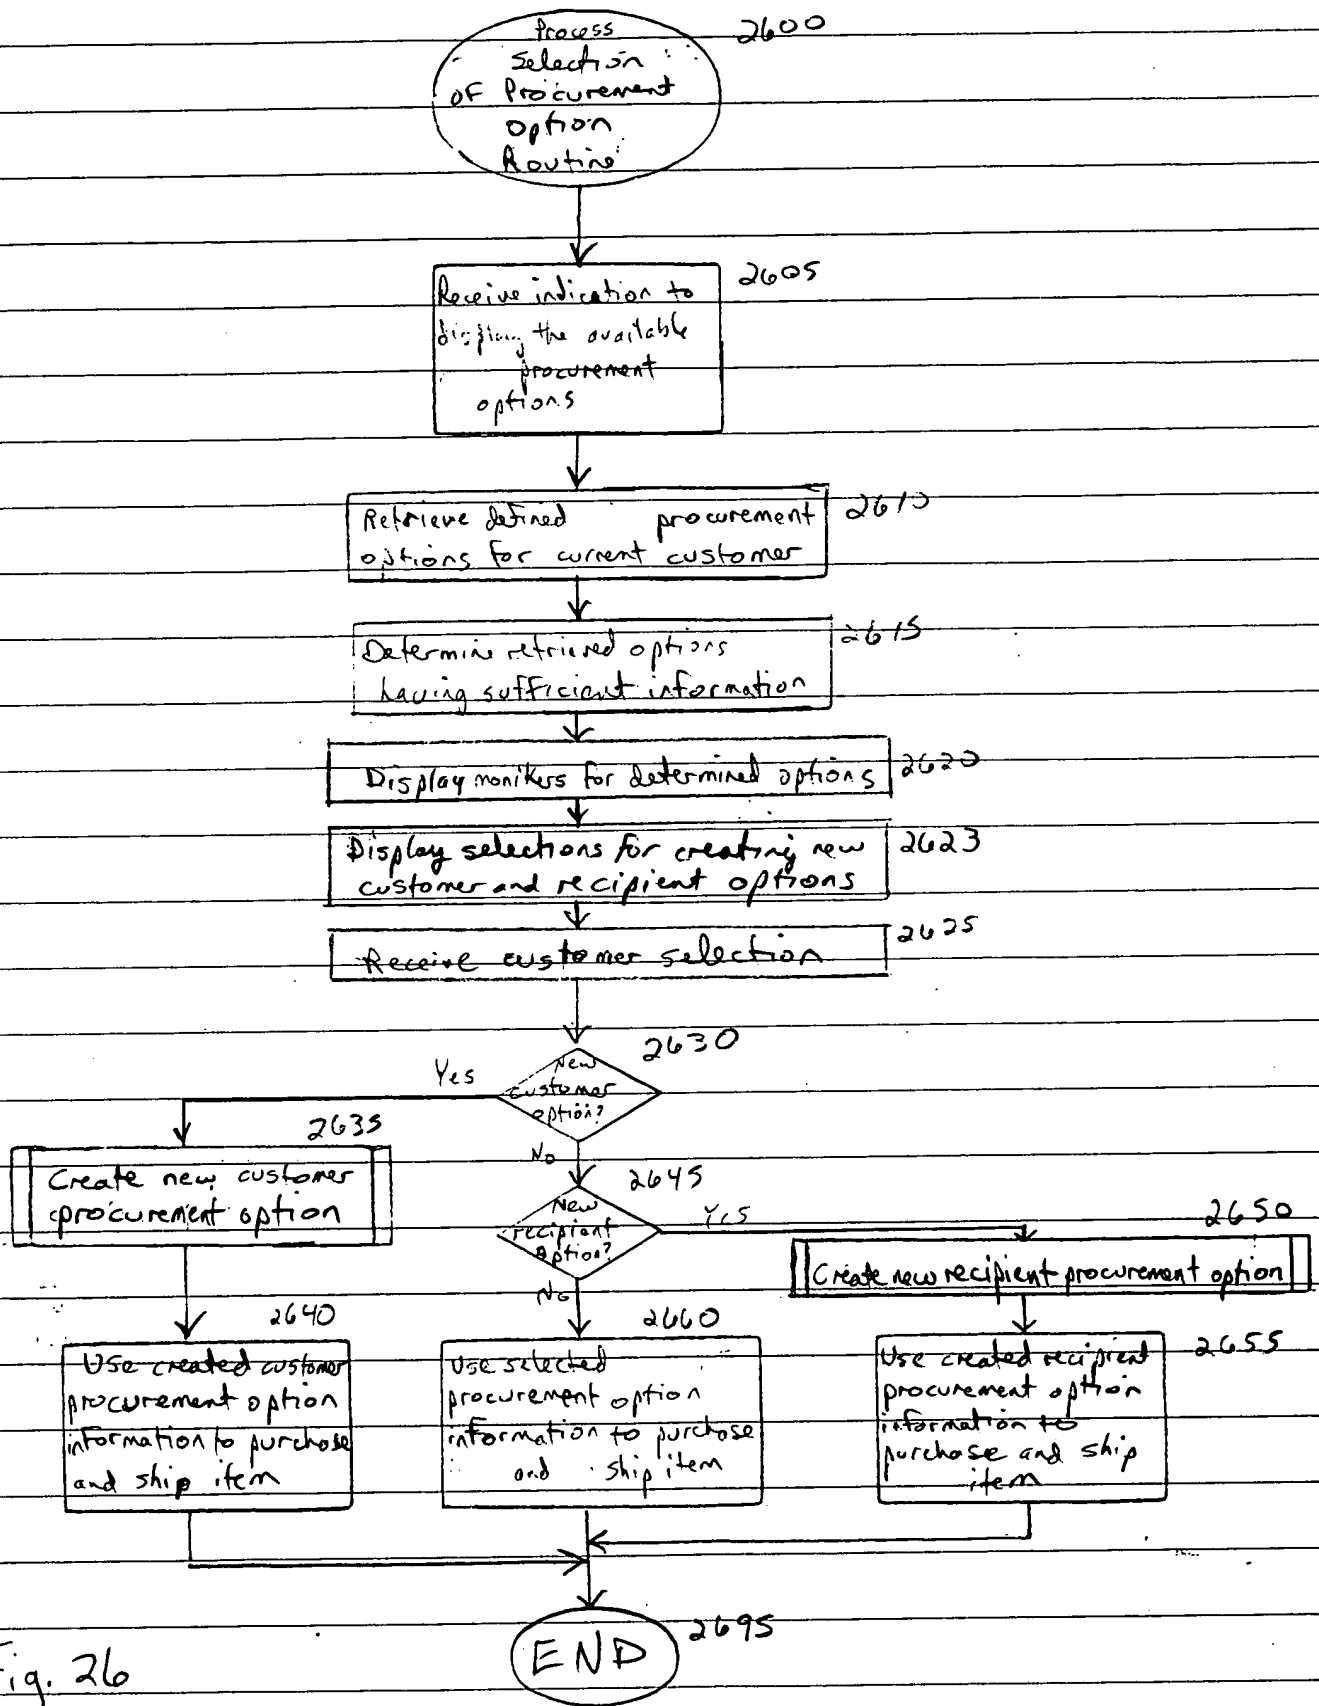 Process
Selection
of Procurement
Option
Routine
2600
Receive indication to
display the available
procurement
options
2605
Retrieve defined procurement
options for current customer
2610
Determine retrieved options
having sufficient information
2615
Display monikers for determined options
2620
Display selections for creating new
customer and recipient options
2623
Receive customer selection
2625
New
customer
option?
2630
Yes
No
2635
Create new customer
procurement option
New
recipient
option?
2645
Yes
No
2650
Create new recipient procurement option
2640
Use created customer
procurement option
information to purchase
and ship item
2660
Use selected
procurement option
information to purchase
and ship item
2655
Use created recipient
procurement option
information to
purchase and ship
item
END
2695
Fig. 26